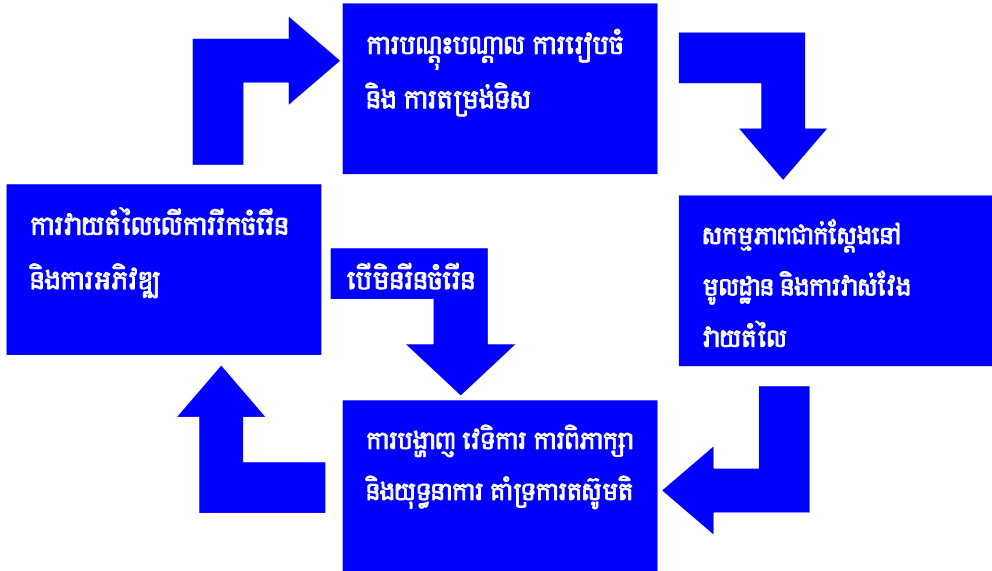 ការបណ្តុះបណ្តាល ការរៀបចំ
និង ការតម្រង់ទិស
ការវាយតំលៃលើការរីកចំរើន
និងការអភិវឌ្ឍ
បើមិនរីនចំរើន
សកម្មភាពជាក់ស្តែងនៅ
មូលដ្ឋាន និងការវាស់វែង
វាយតំលៃ
ការបង្ហាញ វេទិការ ការពិភាក្សា
និងយុទ្ធនាការ គាំទ្រការតស៊ូមតិ